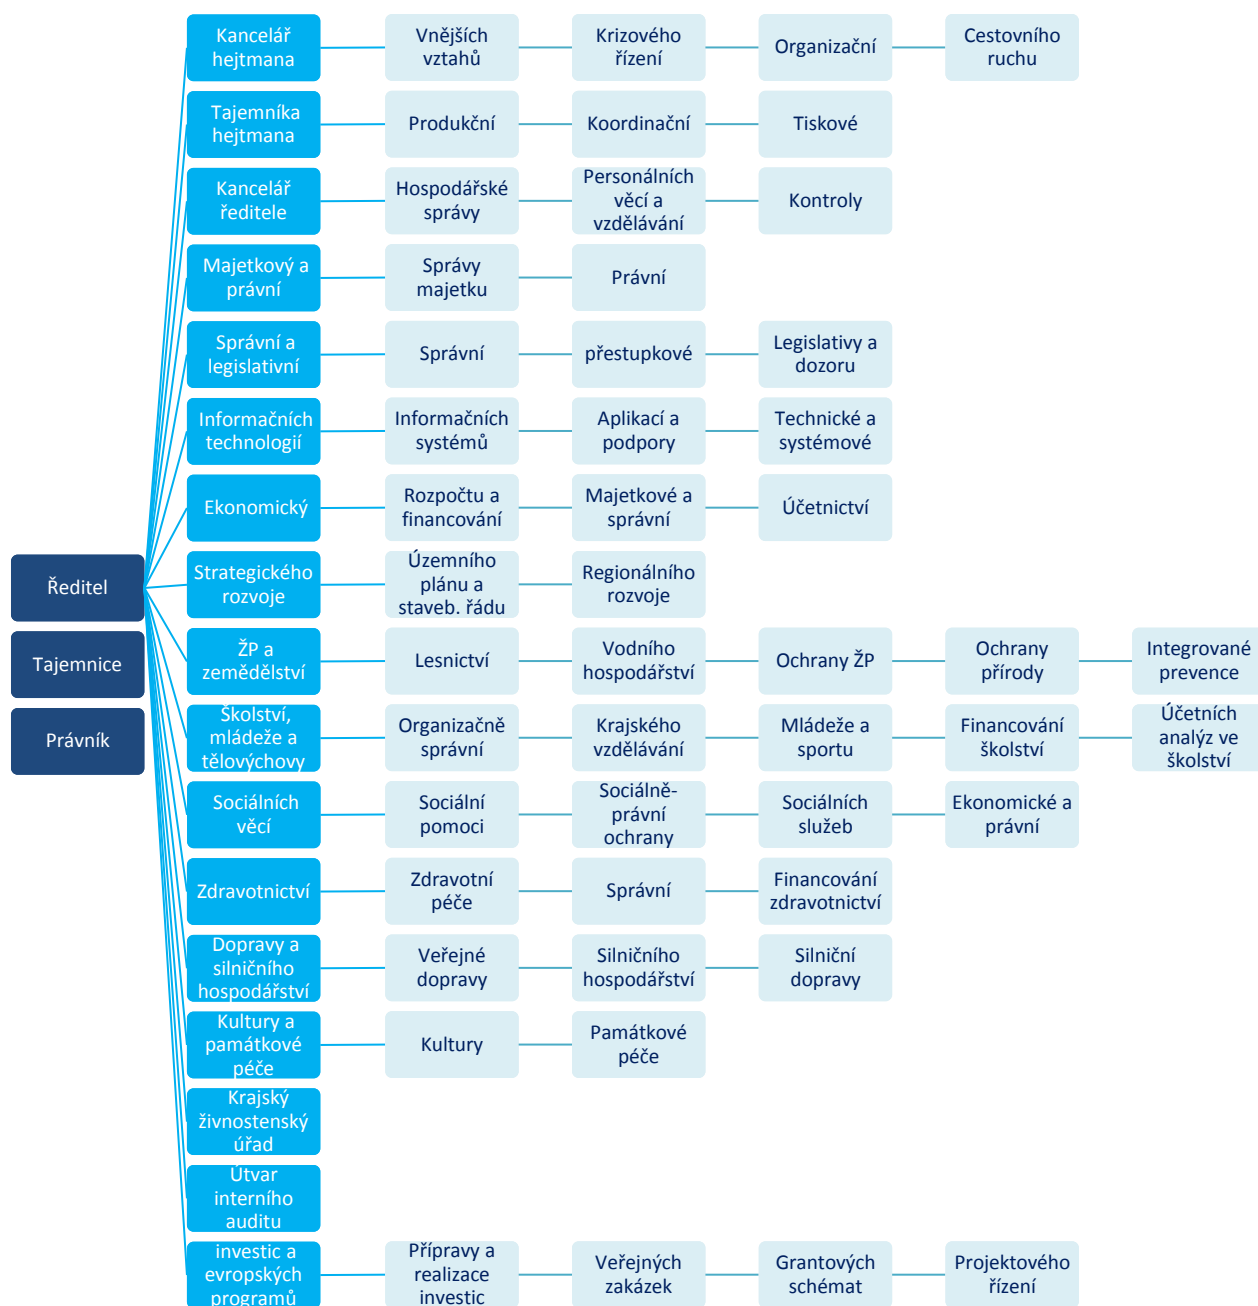 Kancelář
hejtmana
Vnějších
vztahů
Krizového
řízení
Organizační
Cestovního
ruchu
Tajemníka
hejtmana
Produkční
Koordinační
Tiskové
Kancelář
ředitele
Hospodářské
správy
Personálních
věcí a
vzdělávání
Kontroly
Majetkový a
právní
Správy
majetku
Právní
Správní a
legislativní
Správní
přestupkové
Legislativy a
dozoru
Informačních
technologií
Informačních
systémů
Aplikací a
podpory
Technické a
systémové
Ekonomický
Rozpočtu a
financování
Majetkové a
správní
Účetnictví
Ředitel
Strategického
rozvoje
Územního
plánu a
staveb. řádu
Regionálního
rozvoje
Tajemnice
ŽP a
zemědělství
Lesnictví
Vodního
hospodářství
Ochrany ŽP
Ochrany
přírody
Integrované
prevence
Právník
Školství,
mládeže a
tělovýchovy
Organizačně
správní
Krajského
vzdělávání
Mládeže a
sportu
Financování
školství
Účetních
analýz ve
školství
Sociálních
věcí
Sociální
pomoci
Sociálně-
právní
ochrany
Sociálních
služeb
Ekonomické a
právní
Zdravotnictví
Zdravotní
péče
Správní
Financování
zdravotnictví
Dopravy a
silničního
hospodářství
Veřejné
dopravy
Silničního
hospodářství
Silniční
dopravy
Kultury a
památkové
péče
Kultury
Památkové
péče
Krajský
živnostenský
úřad
Útvar
interního
auditu
investic a
evropských
programů
Přípravy a
realizace
investic
Veřejných
zakázek
Grantových
schémat
Projektového
řízení